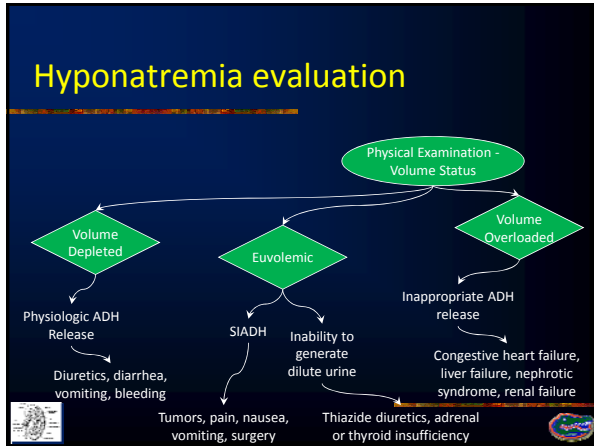 Hyponatremia evaluation
Physical Examination -
Volume Status
Volume
Depleted
Euvolemic
Volume
Overloaded
Physiologic ADH
Release
SIADH
Inability to
generate
dilute urine
Inappropriate ADH
release
Diuretics, diarrhea,
vomiting, bleeding
Congestive heart failure,
liver failure, nephrotic
syndrome, renal failure
Tumors, pain, nausea,
vomiting, surgery
Thiazide diuretics, adrenal
or thyroid insufficiency